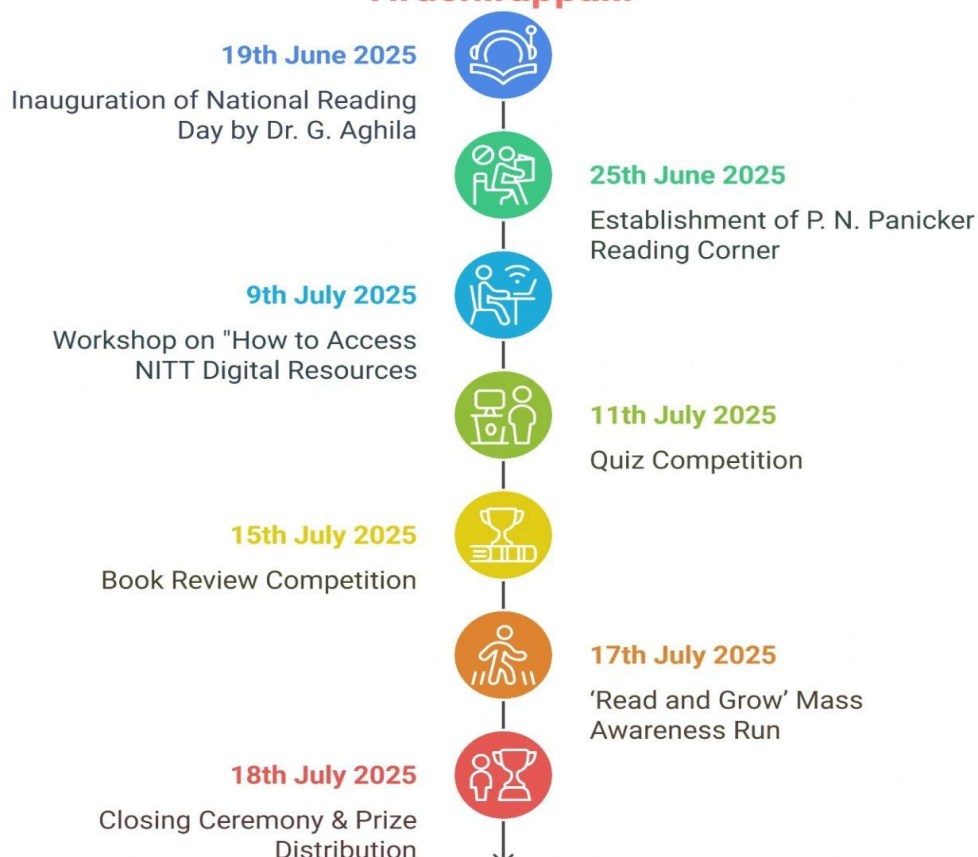 19th June 2025
Inauguration of National Reading
Day by Dr. G. Aghila
25th June 2025
Establishment of P. N. Panicker
Reading Corner
9th July 2025
Workshop on "How to Access
NITT Digital Resources
11th July 2025
Quiz Competition
15th July 2025
Book Review Competition
17th July 2025
‘Read and Grow’ Mass
Awareness Run
18th July 2025
Closing Ceremony & Prize
Distribution